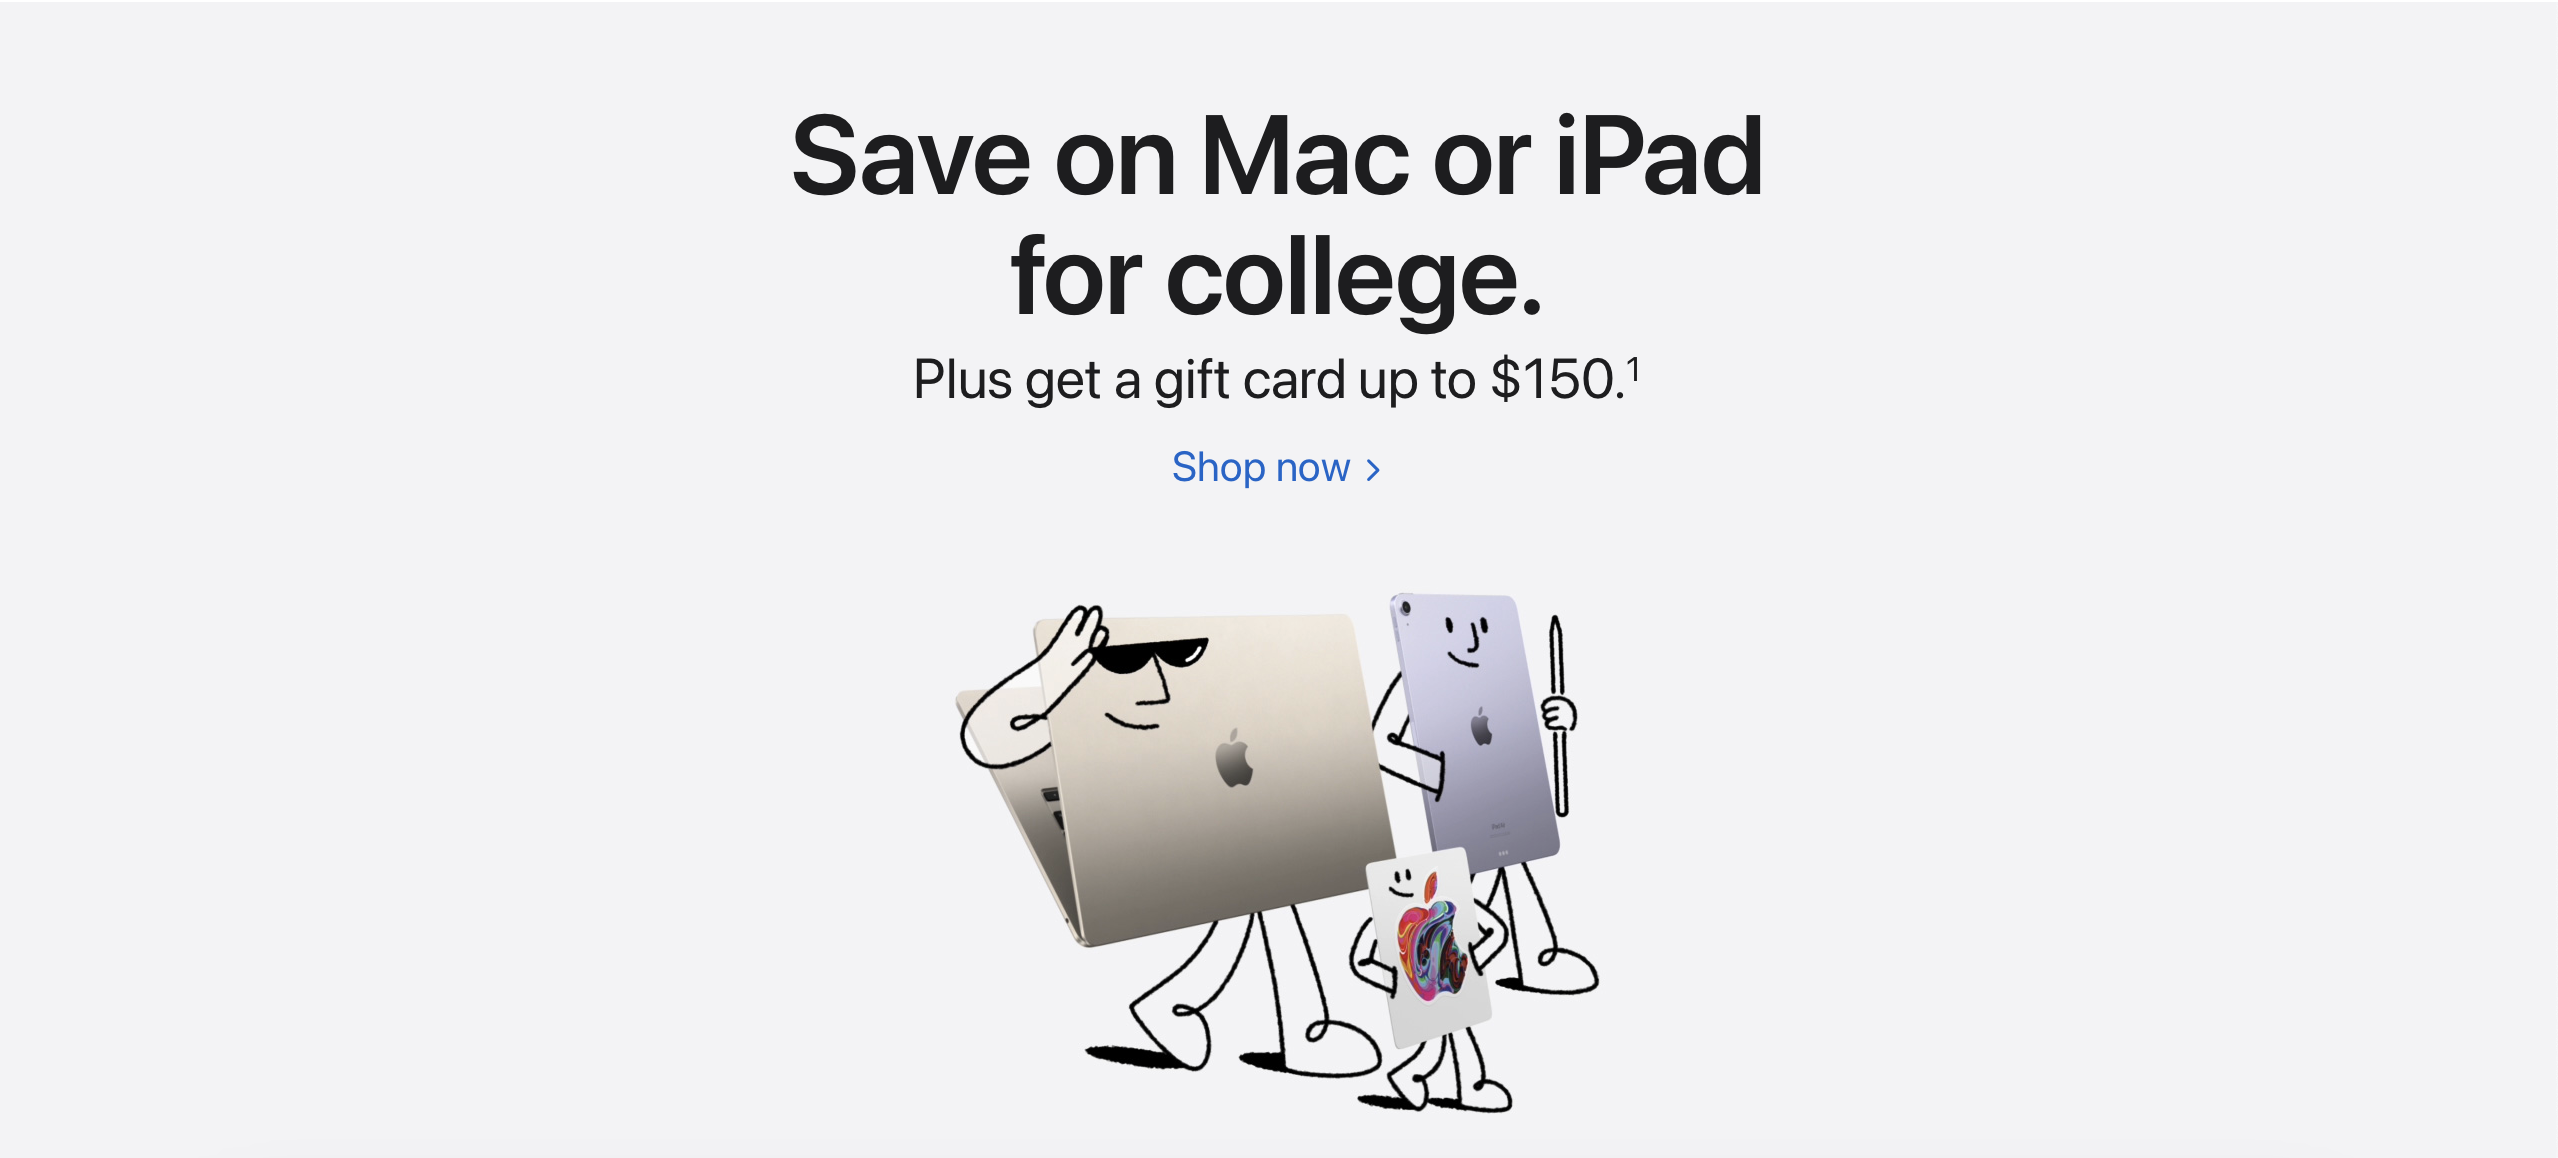 Save on Mac or iPad
for college.
Plus get a gift card up to $150.¹
Shop now >